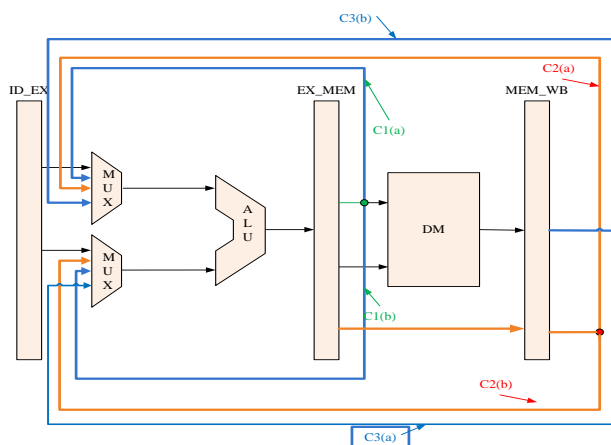 C3(b)
C2(a)
ID_EX
EX_MEM
MEM_WB
C1(a)
M
U
X
A
L
U
DM
M
U
X
C1(b)
C2(b)
C3(a)